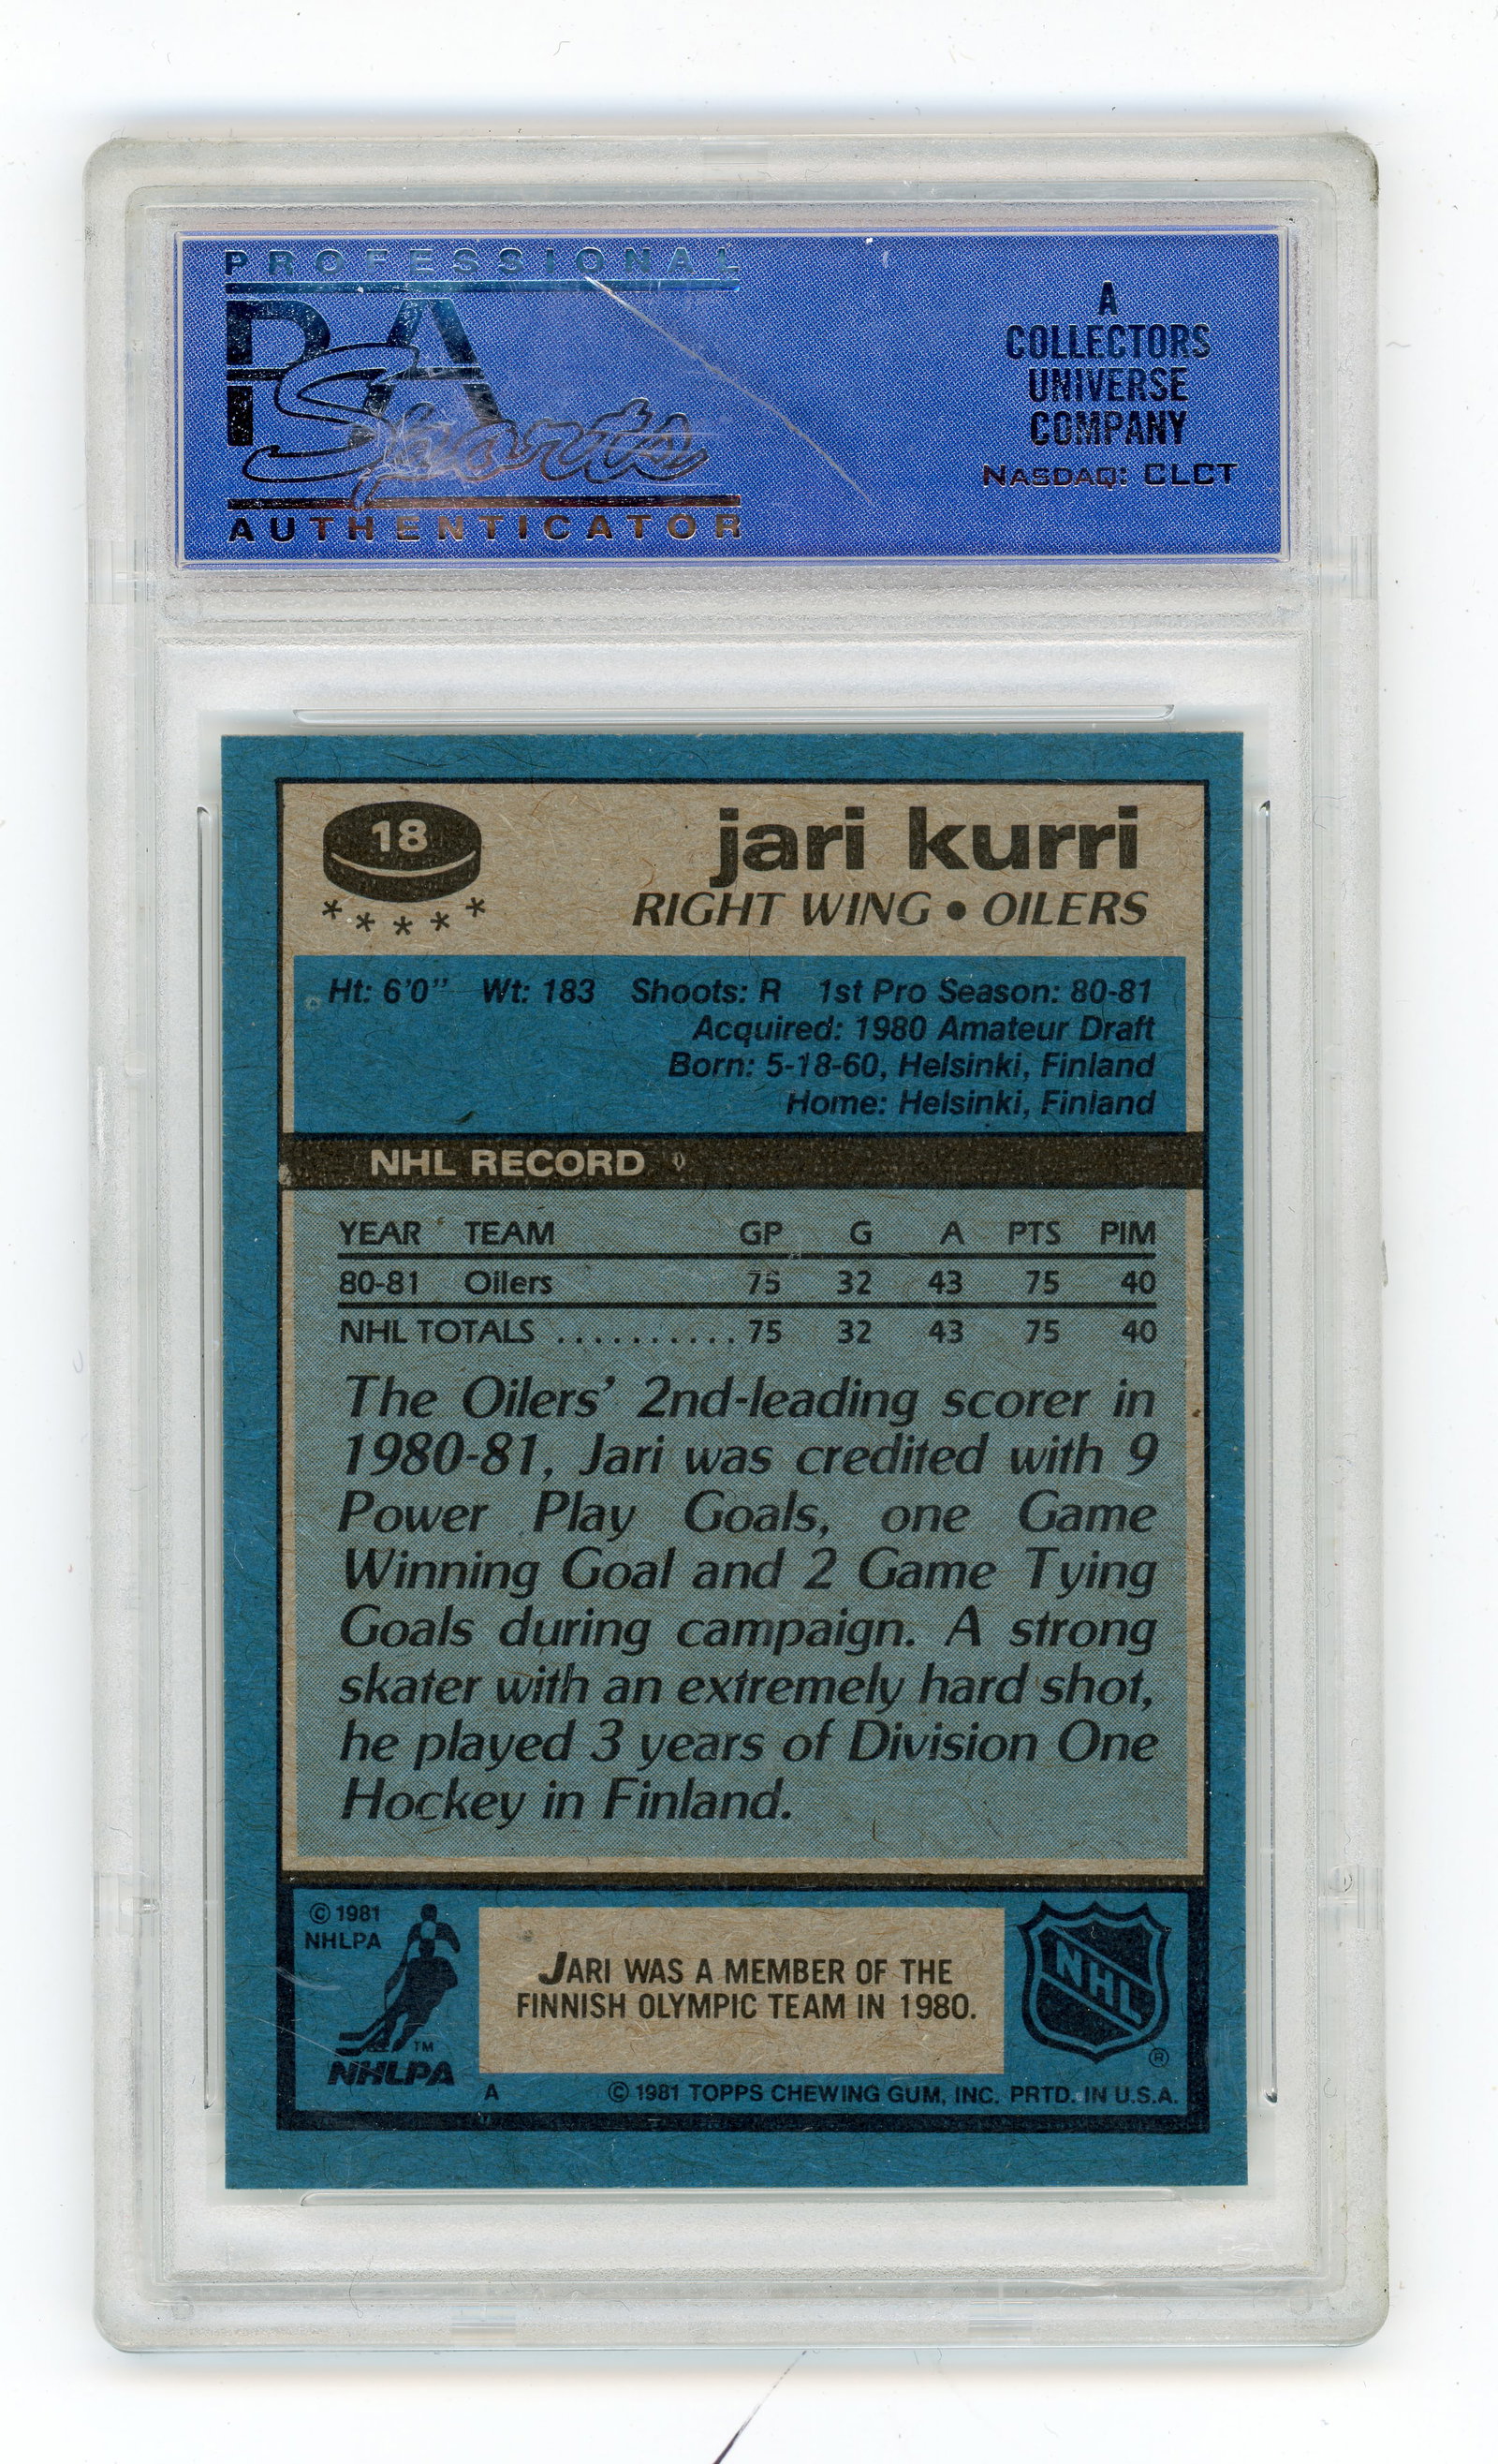 PROFESSIONAL
PSA
Sports
AUTHENTICATOR
A
COLLECTORS
UNIVERSE
COMPANY
NASDAQ: CLCT
18
jari kurri
RIGHT WING • OILERS
* * * * *
Ht: 6'0" Wt: 183 Shoots: R 1st Pro Season: 80-81
Acquired: 1980 Amateur Draft
Born: 5-18-60, Helsinki, Finland
Home: Helsinki, Finland
NHL RECORD
YEAR TEAM GP G A PTS PIM
80-81 Oilers 75 32 43 75 40
NHL TOTALS .......... 75 32 43 75 40
The Oilers' 2nd-leading scorer in
1980-81, Jari was credited with 9
Power Play Goals, one Game
Winning Goal and 2 Game Tying
Goals during campaign. A strong
skater with an extremely hard shot,
he played 3 years of Division One
Hockey in Finland.
© 1981
NHLPA
TM
NHLPA
JARI WAS A MEMBER OF THE
FINNISH OLYMPIC TEAM IN 1980.
NHL
®
A © 1981 TOPPS CHEWING GUM, INC. PRTD. IN U.S.A.